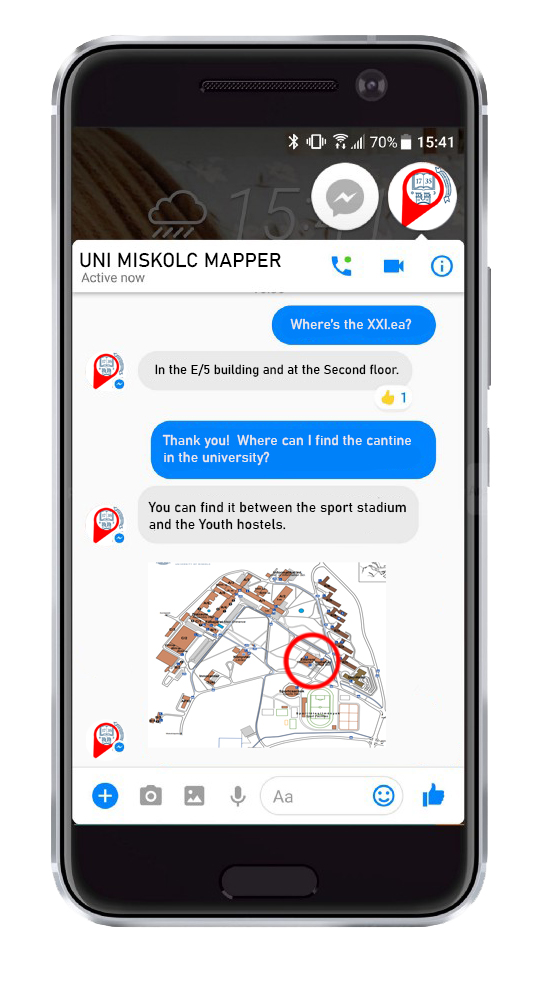 70% 15:41
UNI MISKOLC MAPPER
Active now
Where's the XXI.ea?
In the E/5 building and at the Second floor.
1
Thank you! Where can I find the cantine
in the university?
You can find it between the sport stadium
and the Youth hostels.
Aa